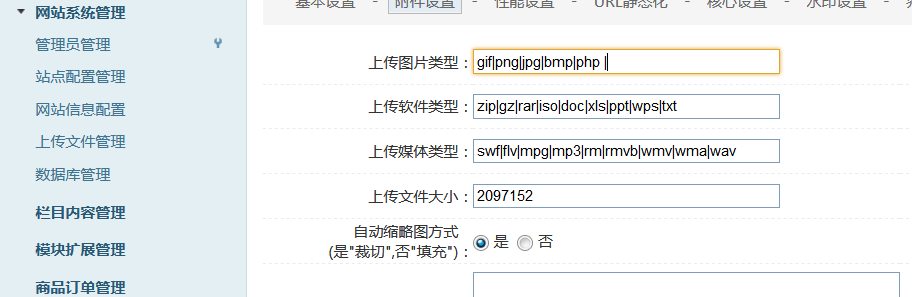 基本设置 - 附件设置 - 性能设置 - URL静态化 - 核心设置 - 水印设置 -
网站系统管理
管理员管理
站点配置管理
网站信息配置
上传文件管理
数据库管理
栏目内容管理
模块扩展管理
商品订单管理
上传图片类型： gif|png|jpg|bmp|php |
上传软件类型： zip|gz|rar|iso|doc|xls|ppt|wps|txt
上传媒体类型： swf|flv|mpg|mp3|rm|rmvb|wmv|wma|wav
上传文件大小： 2097152
自动缩略图方式
(是"裁切",否"填充")： 是 否